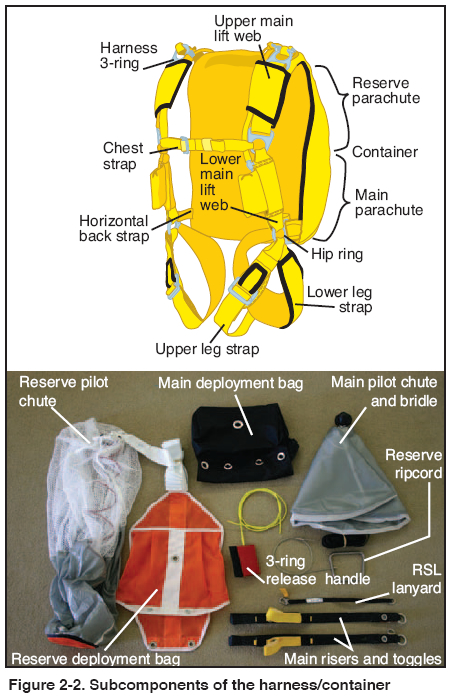 Upper main
lift web
Harness
3-ring
Reserve
parachute
Chest
strap
Container
Lower
main
lift
web
Main
parachute
Horizontal
back strap
Hip ring
Lower leg
strap
Upper leg strap
Reserve pilot
chute
Main deployment bag
Main pilot chute
and bridle
Reserve
ripcord
3-ring
release handle
RSL
lanyard
Reserve deployment bag
Main risers and toggles
Figure 2-2. Subcomponents of the harness/container